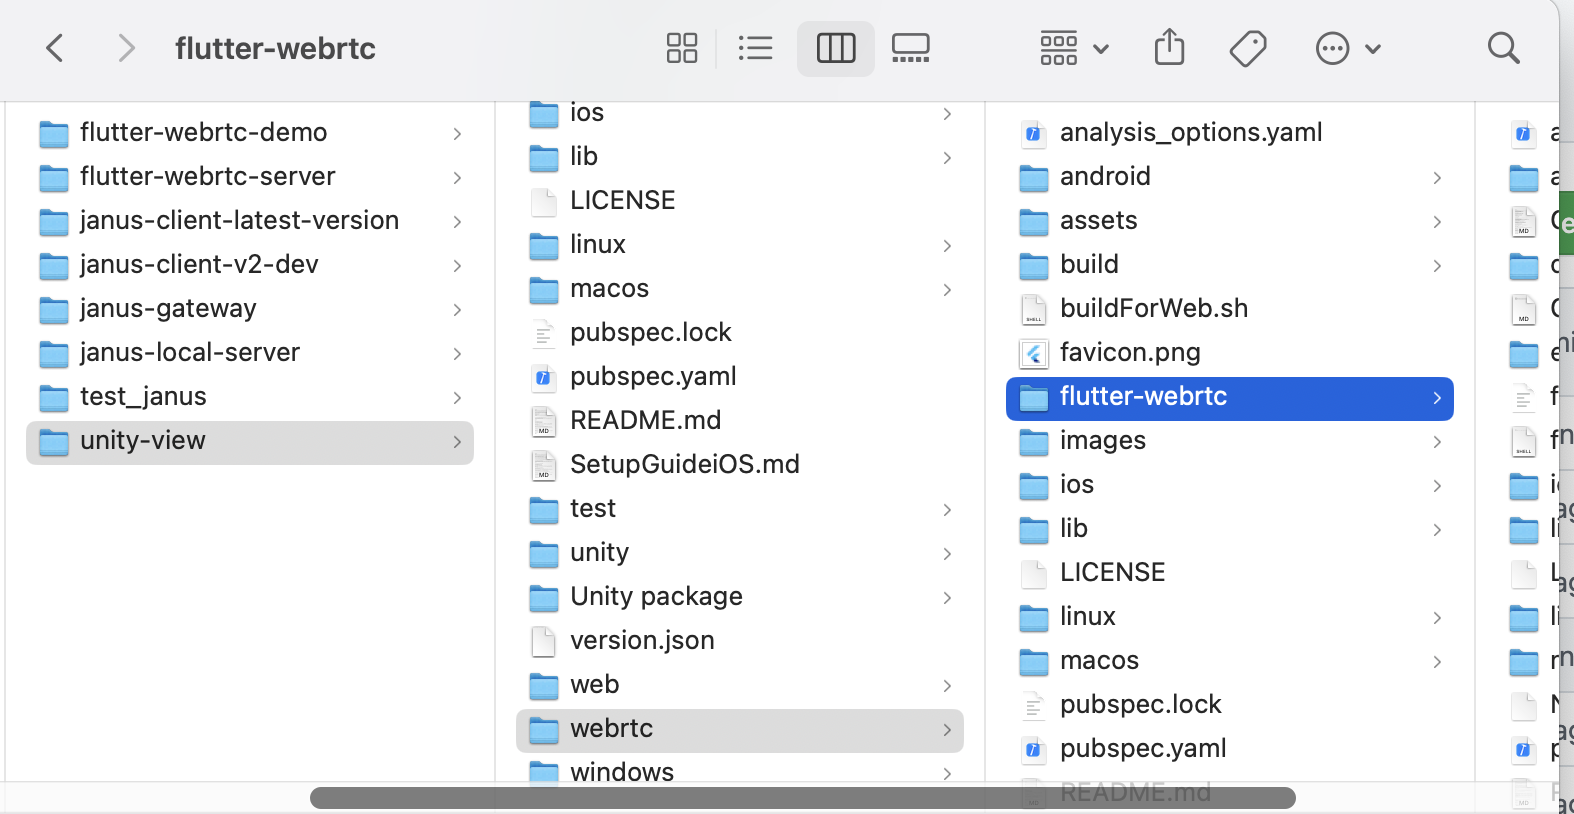 flutter-webrtc
flutter-webrtc-demo
flutter-webrtc-server
janus-client-latest-version
janus-client-v2-dev
janus-gateway
janus-local-server
test_janus
unity-view
ios
lib
LICENSE
linux
macos
pubspec.lock
pubspec.yaml
README.md
SetupGuideiOS.md
test
unity
Unity package
version.json
web
webrtc
windows
analysis_options.yaml
android
assets
build
buildForWeb.sh
favicon.png
flutter-webrtc
images
ios
lib
LICENSE
linux
macos
pubspec.lock
pubspec.yaml
README.md